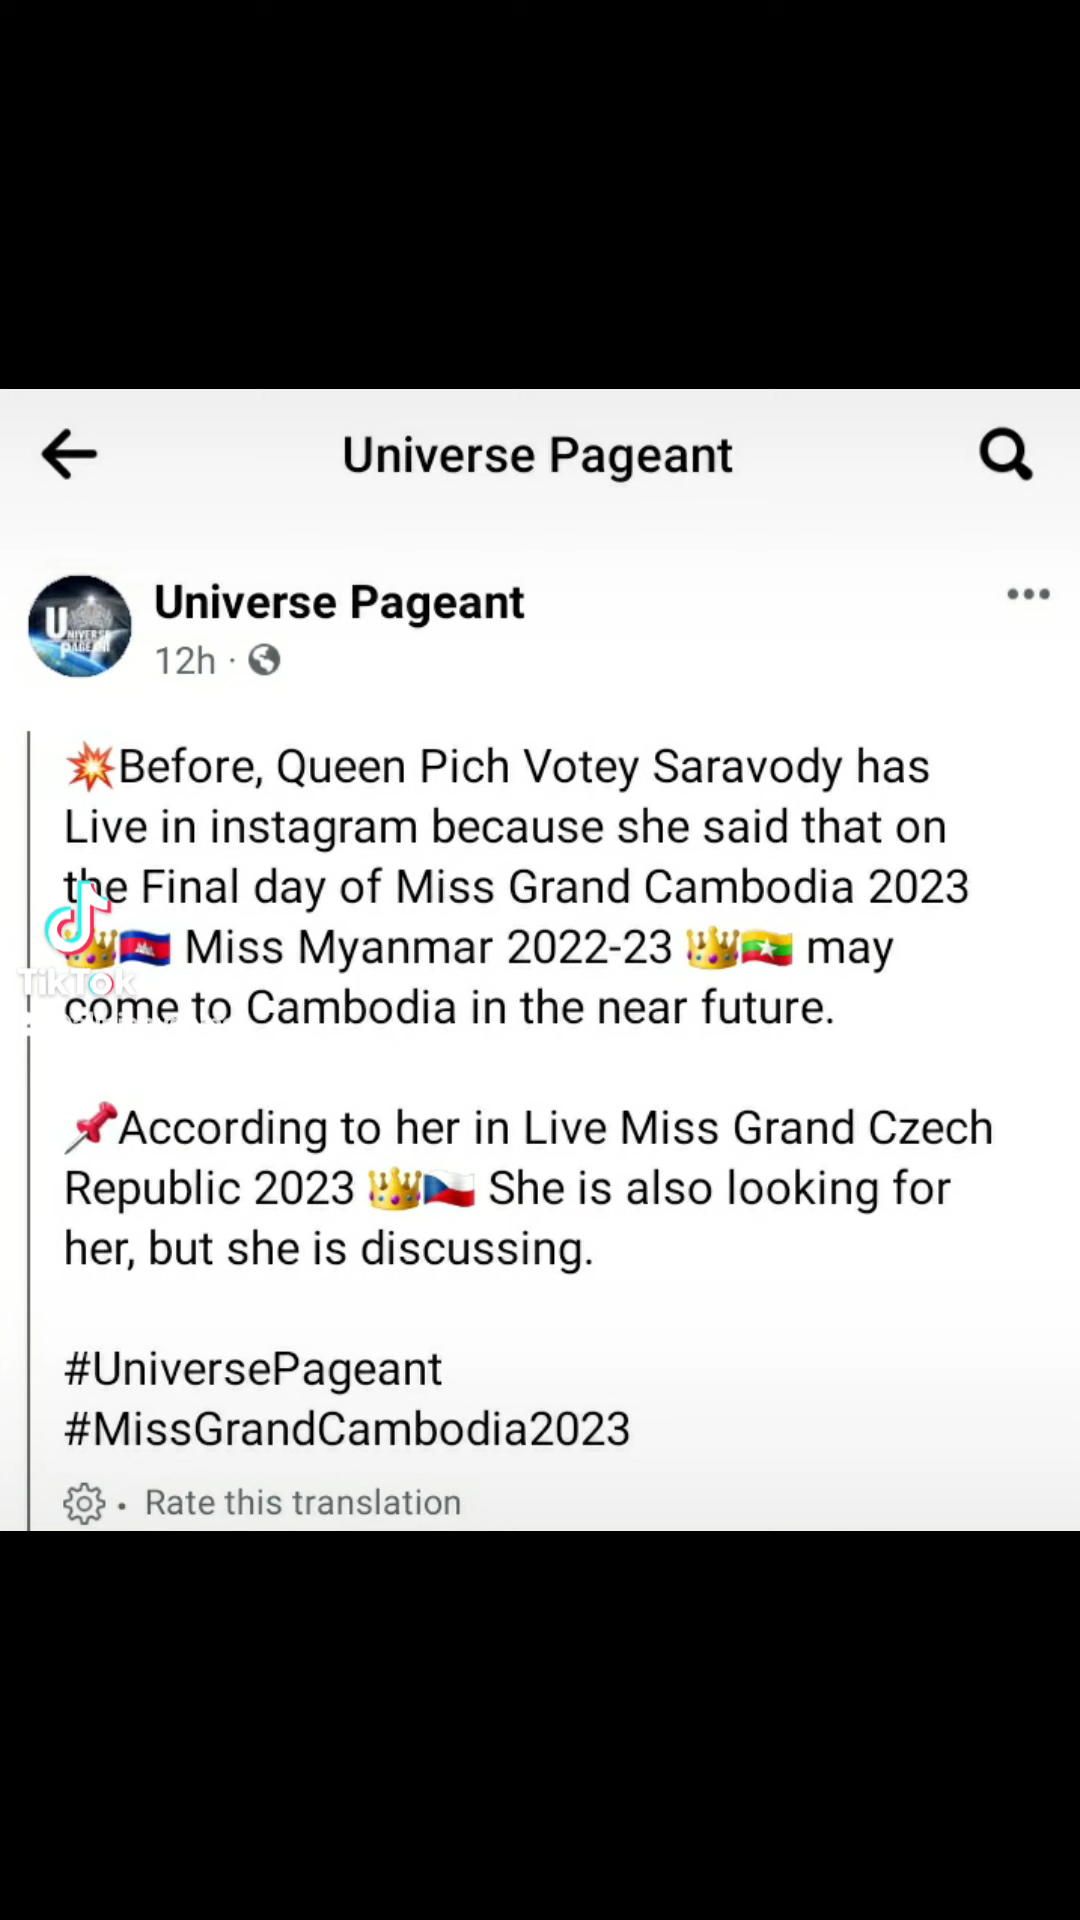 Universe Pageant
Universe Pageant
12h ·
💥Before, Queen Pich Votey Saravody has
Live in instagram because she said that on
the Final day of Miss Grand Cambodia 2023
👑🇰🇭 Miss Myanmar 2022-23 👑🇲🇲 may
come to Cambodia in the near future.
📌According to her in Live Miss Grand Czech
Republic 2023 👑🇨🇿 She is also looking for
her, but she is discussing.
#UniversePageant
#MissGrandCambodia2023
· Rate this translation
UNIVERSE
PAGEANT
TikTok